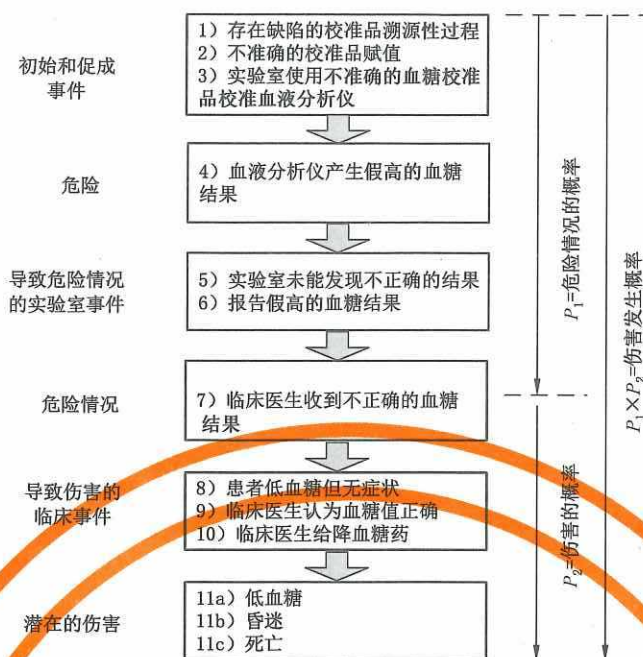 初始和促成
事件
1）存在缺陷的校准品溯源性过程
2）不准确的校准品赋值
3）实验室使用不准确的血糖校准
品校准血液分析仪
危险
4）血液分析仪产生假高的血糖
结果
导致危险情况
的实验室事件
5）实验室未能发现不正确的结果
6）报告假高的血糖结果
危险情况
7）临床医生收到不正确的血糖
结果
导致伤害的
临床事件
8）患者低血糖但无症状
9）临床医生认为血糖值正确
10）临床医生给降血糖药
潜在的伤害
11a）低血糖
11b）昏迷
11c）死亡
P₁=危险情况的概率
P₂=伤害的概率
P₁×P₂=伤害发生概率